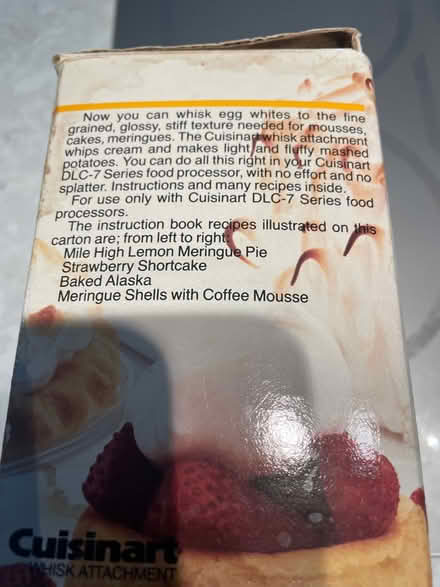 Now you can whisk egg whites to the fine
grained, glossy, stiff texture needed for mousses,
cakes, meringues. The Cuisinart whisk attachment
whips cream and makes light and fluffy mashed
potatoes. You can do all this right in your Cuisinart
DLC-7 Series food processor, with no effort and no
splatter. Instructions and many recipes inside.
For use only with Cuisinart DLC-7 Series food
processors.
The instruction book recipes illustrated on this
carton are; from left to right:
Mile High Lemon Meringue Pie
Strawberry Shortcake
Baked Alaska
Meringue Shells with Coffee Mousse
Cuisinart
WHISK ATTACHMENT